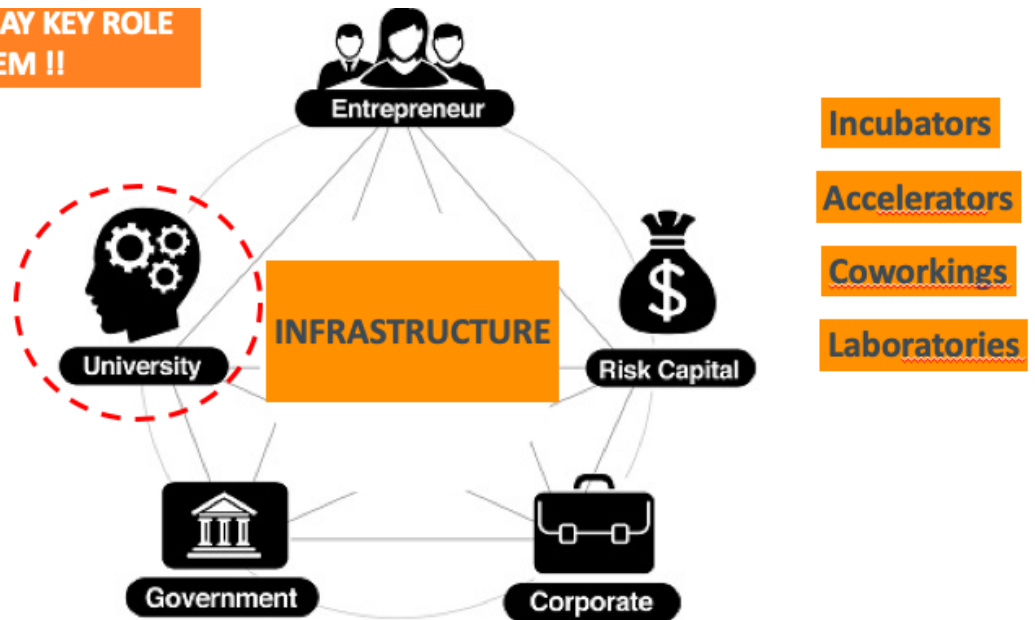 AY KEY ROLE
EM !!
Entrepreneur
Incubators
Accelerators
Coworkings
Laboratories
INFRASTRUCTURE
University
Risk Capital
Government
Corporate